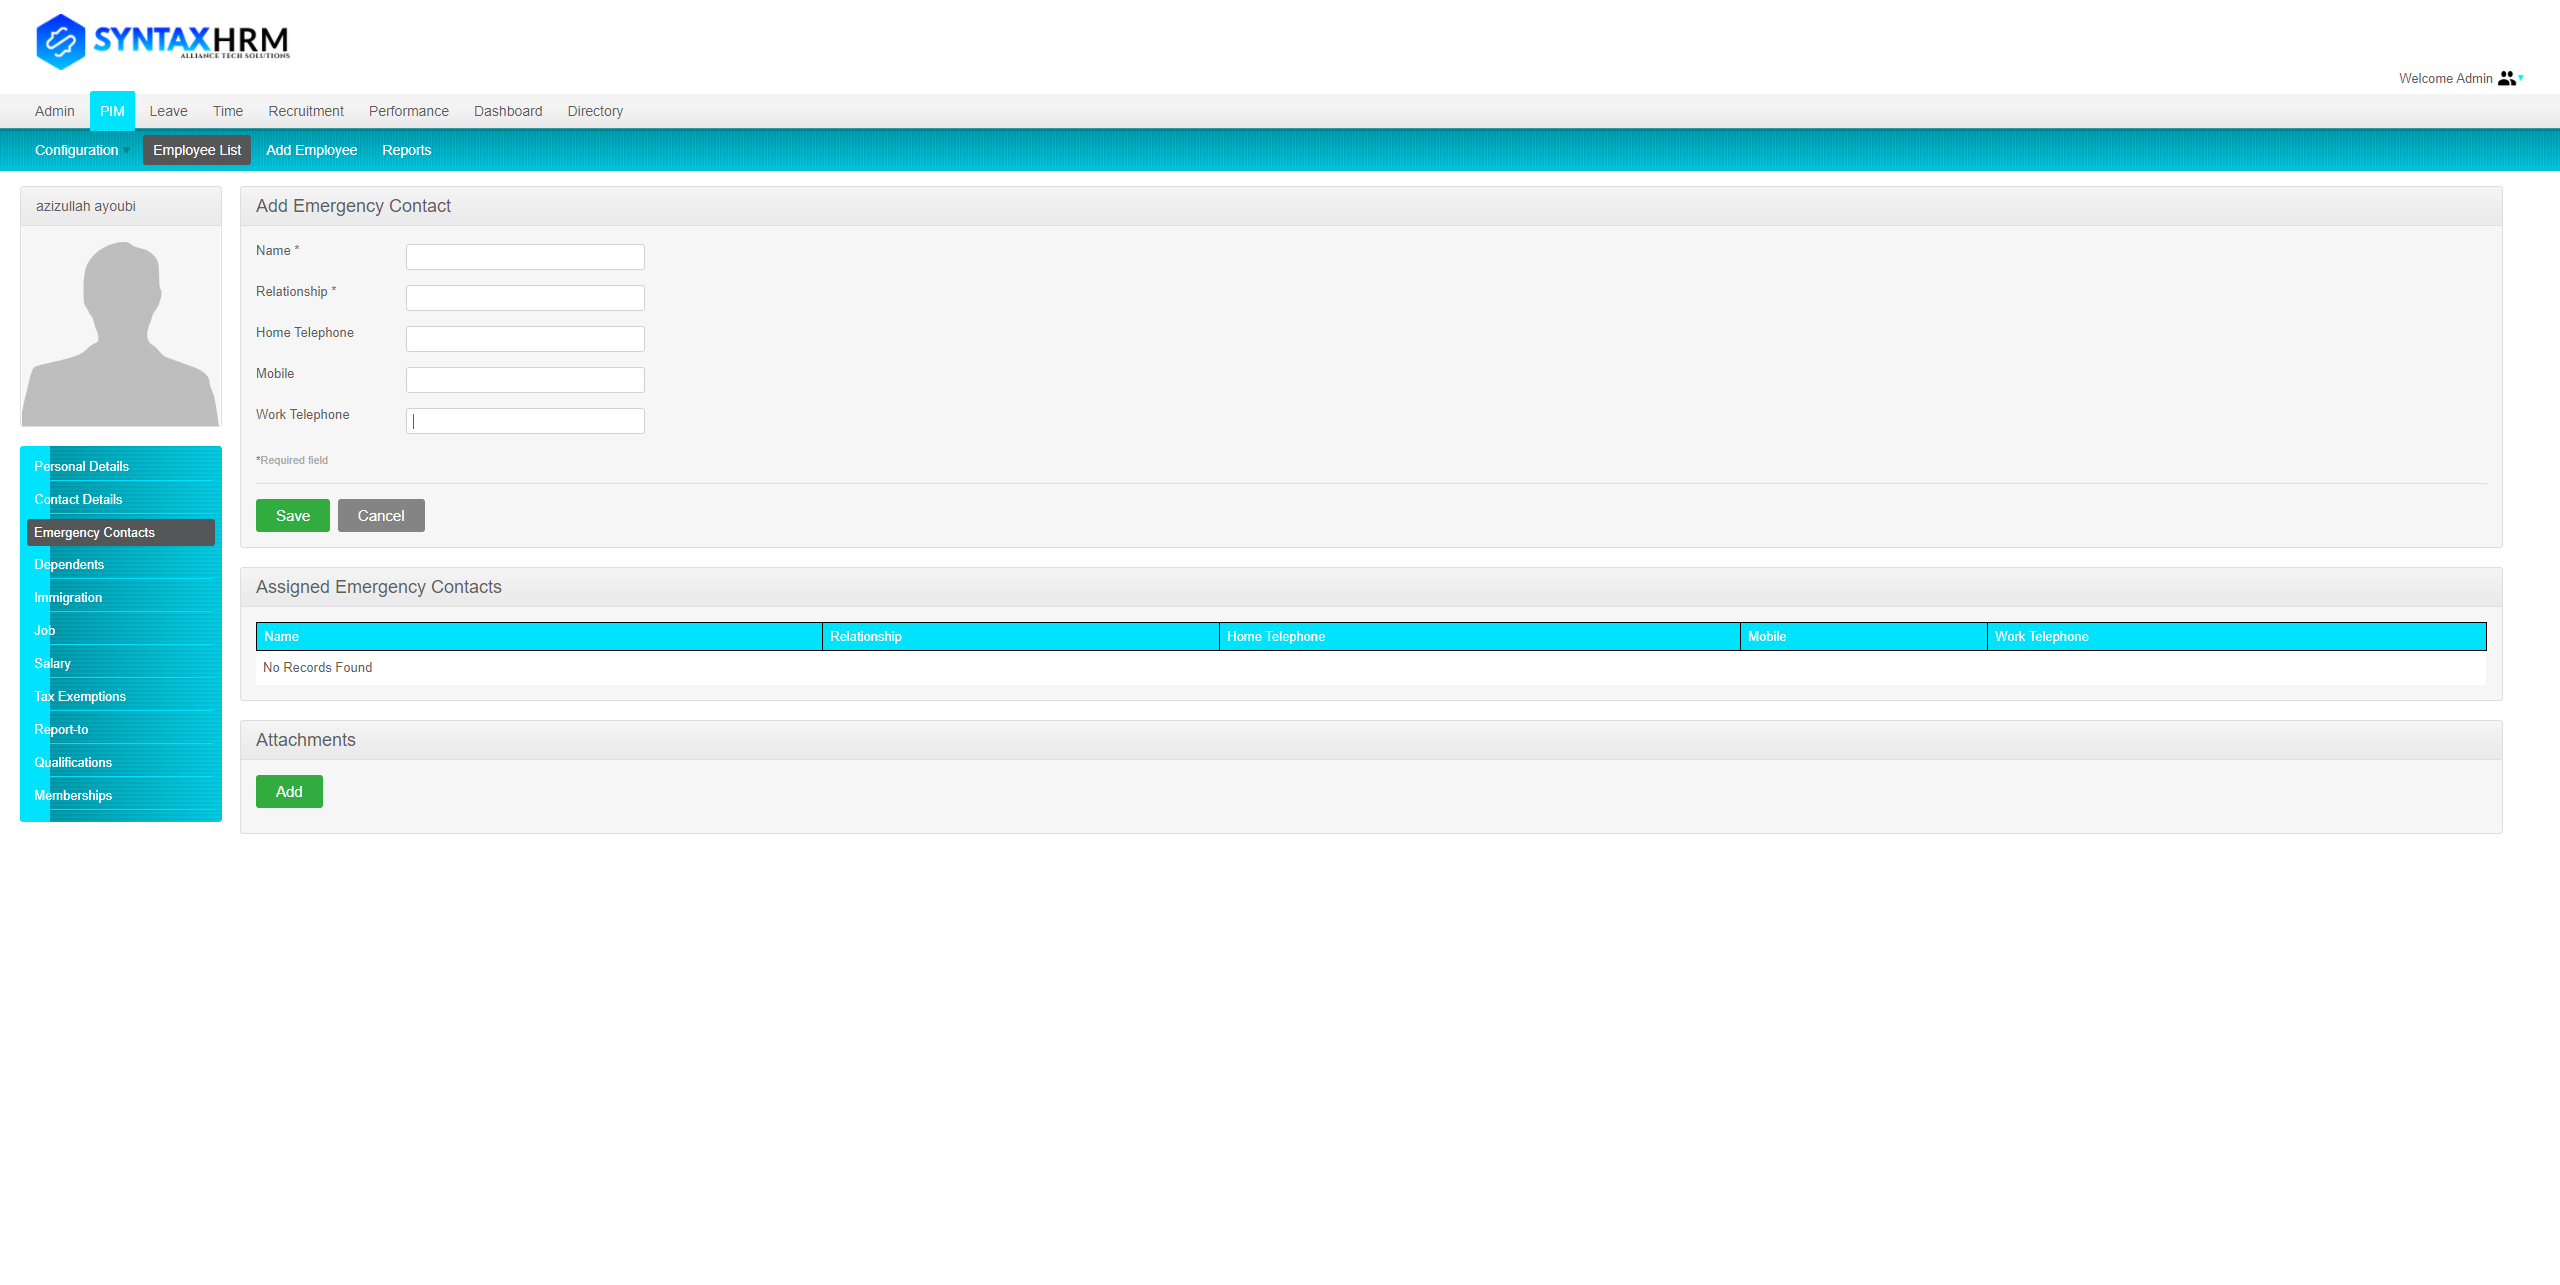 SYNTAXHRM
ALLIANCE TECH SOLUTIONS
Welcome Admin
Admin PIM Leave Time Recruitment Performance Dashboard Directory
Configuration Employee List Add Employee Reports
azizullah ayoubi
Personal Details
Contact Details
Emergency Contacts
Dependents
Immigration
Job
Salary
Tax Exemptions
Report-to
Qualifications
Memberships
Add Emergency Contact
Name *
Relationship *
Home Telephone
Mobile
Work Telephone
*Required field
Save Cancel
Assigned Emergency Contacts
Name Relationship Home Telephone Mobile Work Telephone
No Records Found
Attachments
Add